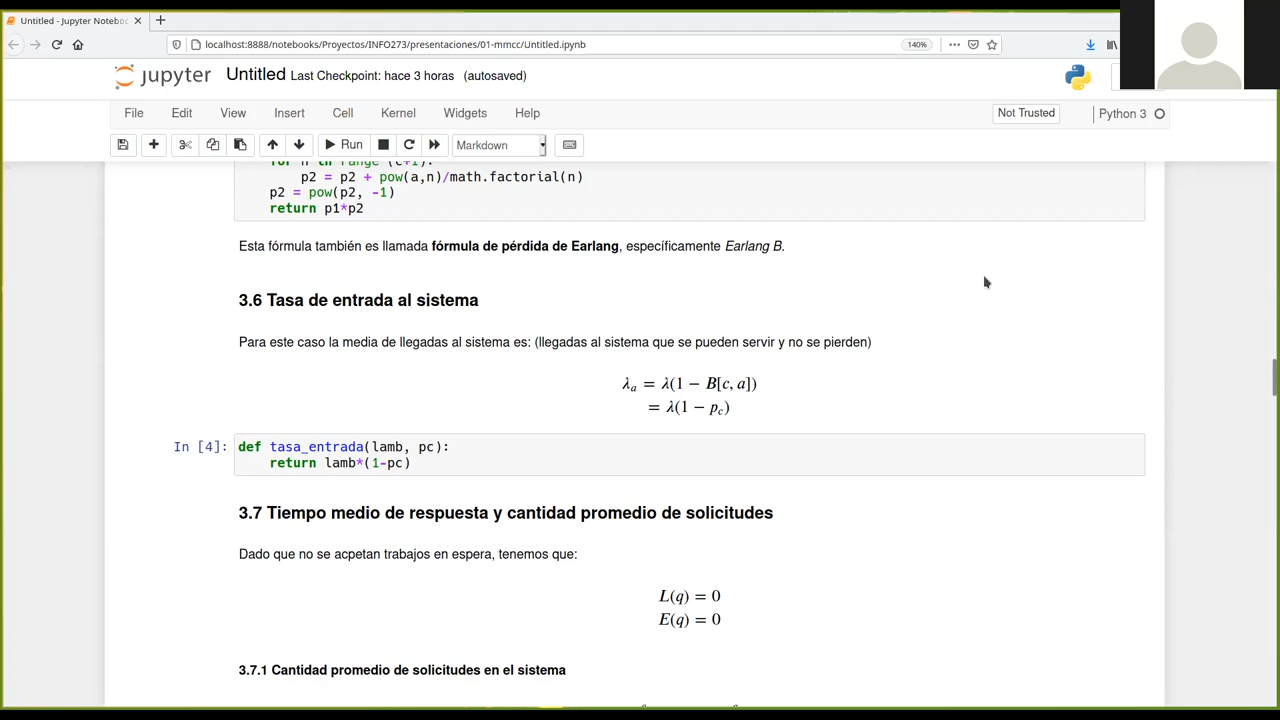 Untitled - Jupyter Notebo
localhost:8888/notebooks/Proyectos/INFO273/presentaciones/01-mmcc/Untitled.ipynb
140%
jupyter Untitled Last Checkpoint: hace 3 horas (autosaved)
File Edit View Insert Cell Kernel Widgets Help
Not Trusted
Python 3
Run
Markdown
for n in range (c+1):
p2 = p2 + pow(a,n)/math.factorial(n)
p2 = pow(p2, -1)
return p1*p2
Esta fórmula también es llamada fórmula de pérdida de Earlang, específicamente Earlang B.
3.6 Tasa de entrada al sistema
Para este caso la media de llegadas al sistema es: (llegadas al sistema que se pueden servir y no se pierden)
λa = λ(1 − B[c, a])
= λ(1 − pc)
In [4]: def tasa_entrada(lamb, pc):
return lamb*(1-pc)
3.7 Tiempo medio de respuesta y cantidad promedio de solicitudes
Dado que no se acpetan trabajos en espera, tenemos que:
L(q) = 0
E(q) = 0
3.7.1 Cantidad promedio de solicitudes en el sistema